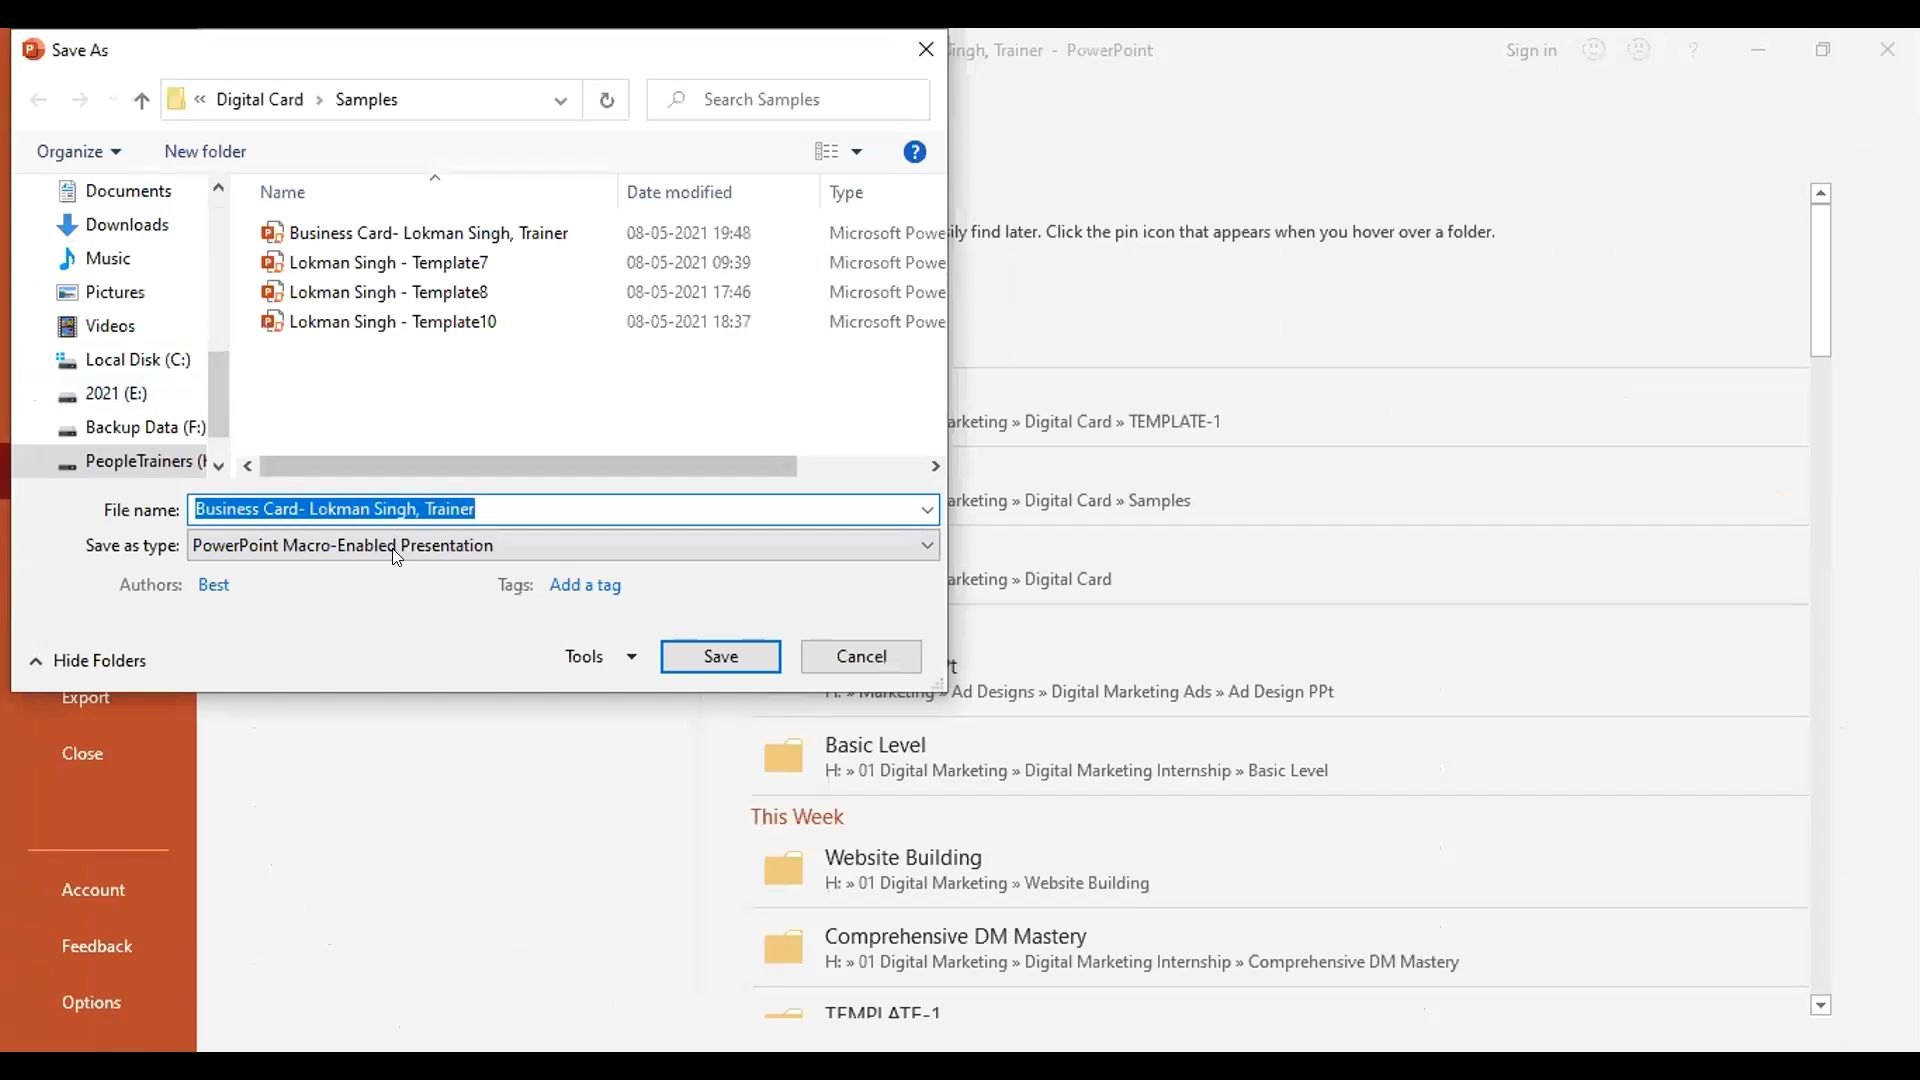 Save As
ingh, Trainer - PowerPoint
Sign in
?
« Digital Card › Samples
Search Samples
Organize
New folder
?
Name
Date modified
Type
Documents
Downloads
Music
Pictures
Videos
Local Disk (C:)
2021 (E:)
Backup Data (F:)
PeopleTrainers (H
Business Card- Lokman Singh, Trainer 08-05-2021 19:48 Microsoft Powe
Lokman Singh - Template7 08-05-2021 09:39 Microsoft Powe
Lokman Singh - Template8 08-05-2021 17:46 Microsoft Powe
Lokman Singh - Template10 08-05-2021 18:37 Microsoft Powe
File name: Business Card- Lokman Singh, Trainer
Save as type: PowerPoint Macro-Enabled Presentation
Authors: Best
Tags: Add a tag
Hide Folders
Tools
Save
Cancel
ily find later. Click the pin icon that appears when you hover over a folder.
arketing » Digital Card » TEMPLATE-1
arketing » Digital Card » Samples
arketing » Digital Card
Pt
H: » Marketing » Ad Designs » Digital Marketing Ads » Ad Design PPt
Basic Level
H: » 01 Digital Marketing » Digital Marketing Internship » Basic Level
This Week
Website Building
H: » 01 Digital Marketing » Website Building
Comprehensive DM Mastery
H: » 01 Digital Marketing » Digital Marketing Internship » Comprehensive DM Mastery
TEMPLATE-1
Export
Close
Account
Feedback
Options